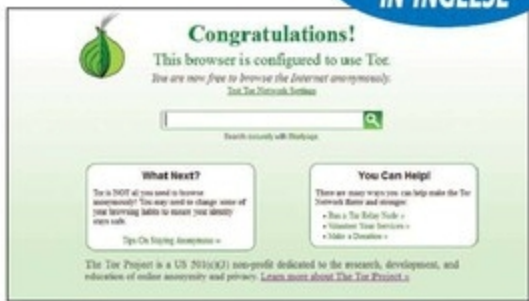 IN INGLESE
Congratulations!
This browser is configured to use Tor.
You are now free to browse the Internet anonymously.
Test Tor Network Settings
Search securely with Startpage.
What Next?
Tor is NOT all you need to browse
anonymously! You may need to change some of
your browsing habits to ensure your identity
stays safe.
Tips On Staying Anonymous »
You Can Help!
There are many ways you can help make the Tor
Network faster and stronger:
• Run a Tor Relay Node »
• Volunteer Your Services »
• Make a Donation »
The Tor Project is a US 501(c)(3) non-profit dedicated to the research, development, and
education of online anonymity and privacy. Learn more about The Tor Project »